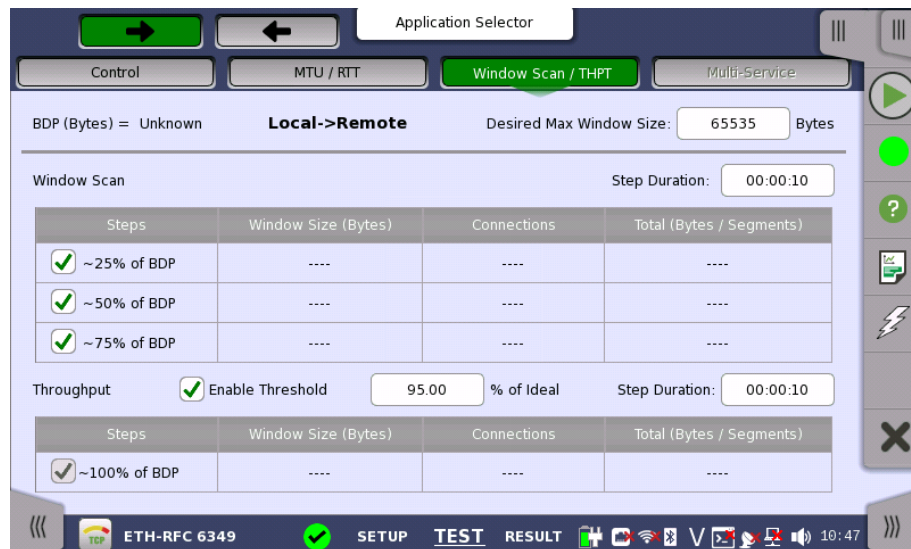 Application Selector
Control MTU / RTT Window Scan / THPT Multi-Service
BDP (Bytes) = Unknown Local->Remote Desired Max Window Size: 65535 Bytes
Window Scan Step Duration: 00:00:10
Steps Window Size (Bytes) Connections Total (Bytes / Segments)
~25% of BDP ---- ---- ----
~50% of BDP ---- ---- ----
~75% of BDP ---- ---- ----
Throughput Enable Threshold 95.00 % of Ideal Step Duration: 00:00:10
Steps Window Size (Bytes) Connections Total (Bytes / Segments)
~100% of BDP ---- ---- ----
TCP ETH-RFC 6349 SETUP TEST RESULT V 10:47